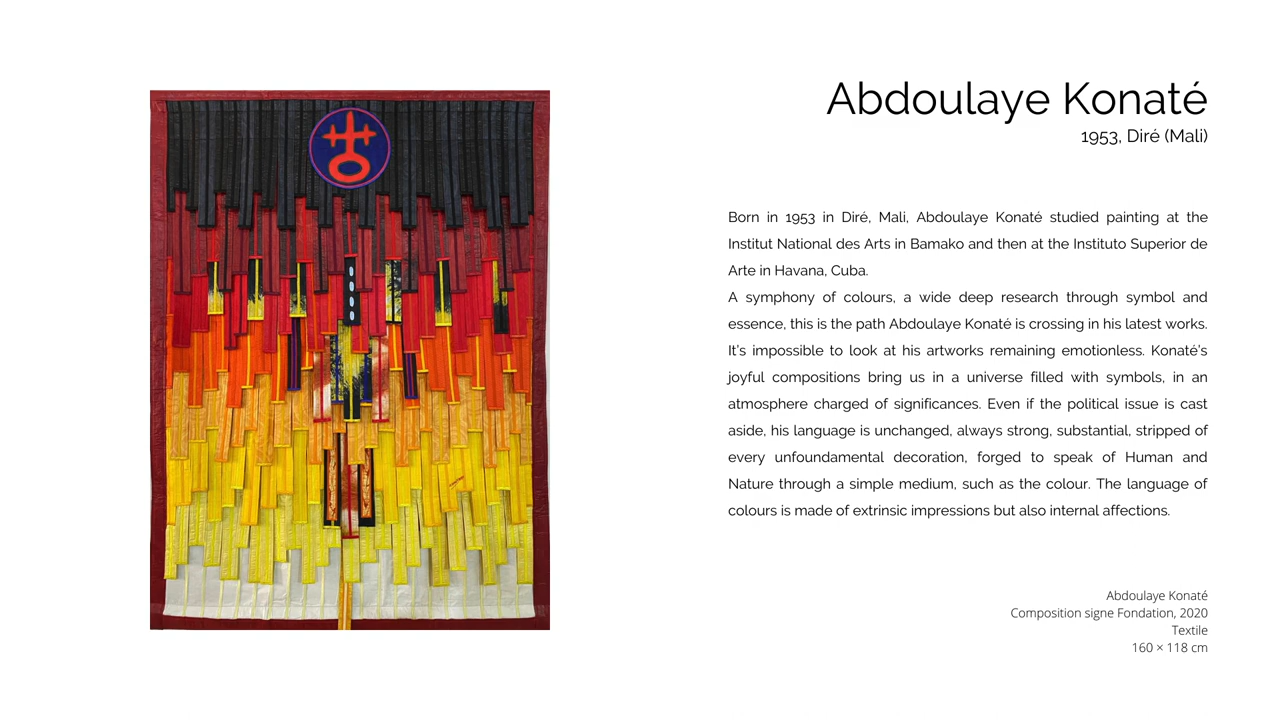 Abdoulaye Konaté
1953, Diré (Mali)
Born in 1953 in Diré, Mali, Abdoulaye Konaté studied painting at the
Institut National des Arts in Bamako and then at the Instituto Superior de
Arte in Havana, Cuba.
A symphony of colours, a wide deep research through symbol and
essence, this is the path Abdoulaye Konaté is crossing in his latest works.
It's impossible to look at his artworks remaining emotionless. Konaté's
joyful compositions bring us in a universe filled with symbols, in an
atmosphere charged of significances. Even if the political issue is cast
aside, his language is unchanged, always strong, substantial, stripped of
every unfoundamental decoration, forged to speak of Human and
Nature through a simple medium, such as the colour. The language of
colours is made of extrinsic impressions but also internal affections.
Abdoulaye Konaté
Composition signe Fondation, 2020
Textile
160 × 118 cm